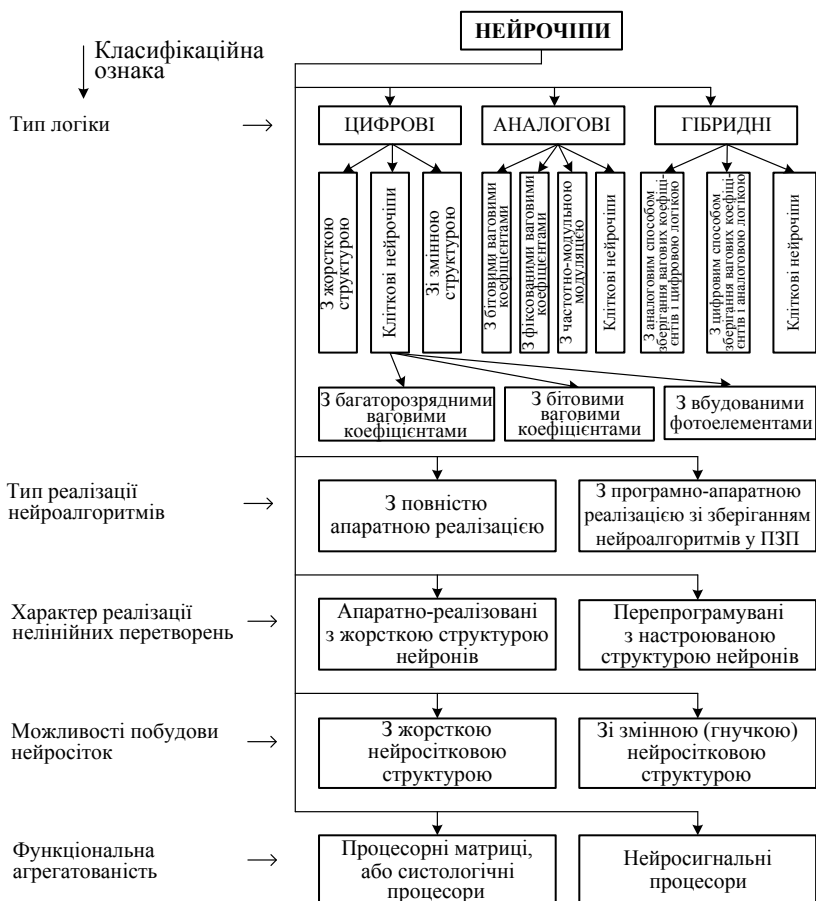 НЕЙРОЧІПИ
Класифікаційна
ознака
Тип логіки
ЦИФРОВІ
АНАЛОГОВІ
ГІБРИДНІ
З жорсткою
структурою
Кліткові нейрочіпи
Зі змінною
структурою
З бітовими ваговими
коефіцієнтами
З фіксованими ваговими
коефіцієнтами
З частотно-модульною
модуляцією
Кліткові нейрочіпи
З аналоговим способом
зберігання вагових коефіці-
єнтів і цифровою логікою
З цифровим способом
зберігання вагових коефіці-
єнтів і аналоговою логікою
Кліткові нейрочіпи
З багаторозрядними
ваговими
коефіцієнтами
З бітовими
ваговими
коефіцієнтами
З вбудованими
фотоелементами
Тип реалізації
нейроалгоритмів
З повністю
апаратною реалізацією
З програмно-апаратною
реалізацією зі зберіганням
нейроалгоритмів у ПЗП
Характер реалізації
нелінійних перетворень
Апаратно-реалізовані
з жорсткою структурою
нейронів
Перепрограмувані
з настроюваною
структурою нейронів
Можливості побудови
нейросіток
З жорсткою
нейросітковою
структурою
Зі змінною (гнучкою)
нейросітковою
структурою
Функціональна
агрегатованість
Процесорні матриці,
або систологічні
процесори
Нейросигнальні
процесори